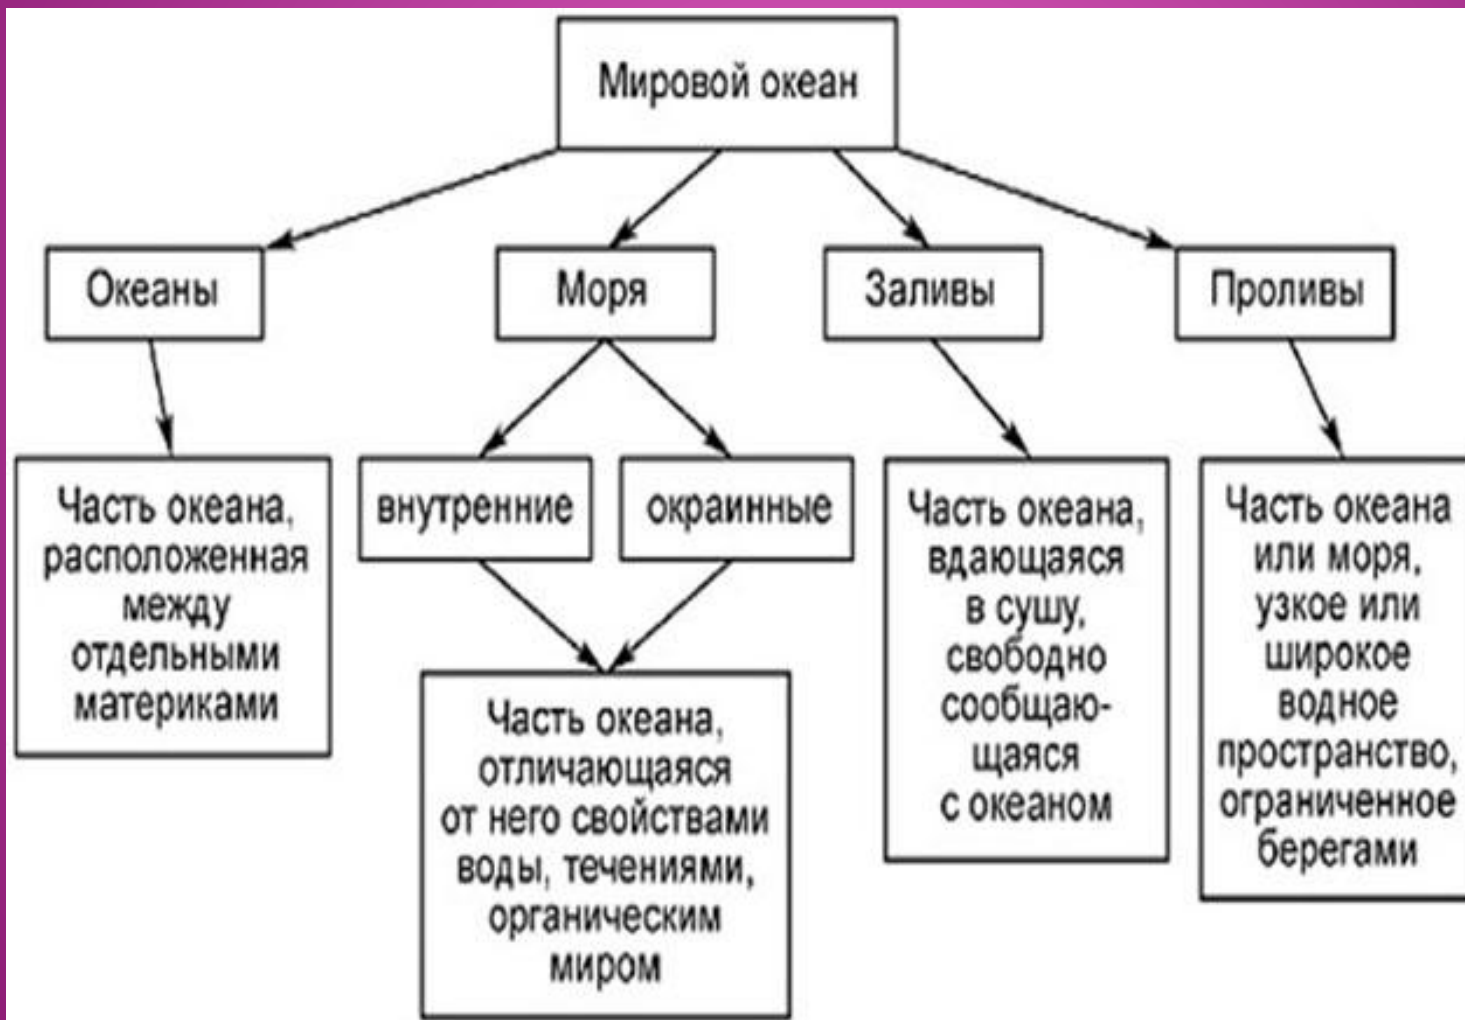 Мировой океан
Океаны
Моря
Заливы
Проливы
Часть океана,
расположенная
между
отдельными
материками
внутренние
окраинные
Часть океана,
отличающаяся
от него свойствами
воды, течениями,
органическим
миром
Часть океана,
вдающаяся
в сушу,
свободно
сообщаю-
щаяся
с океаном
Часть океана
или моря,
узкое или
широкое
водное
пространство,
ограниченное
берегами